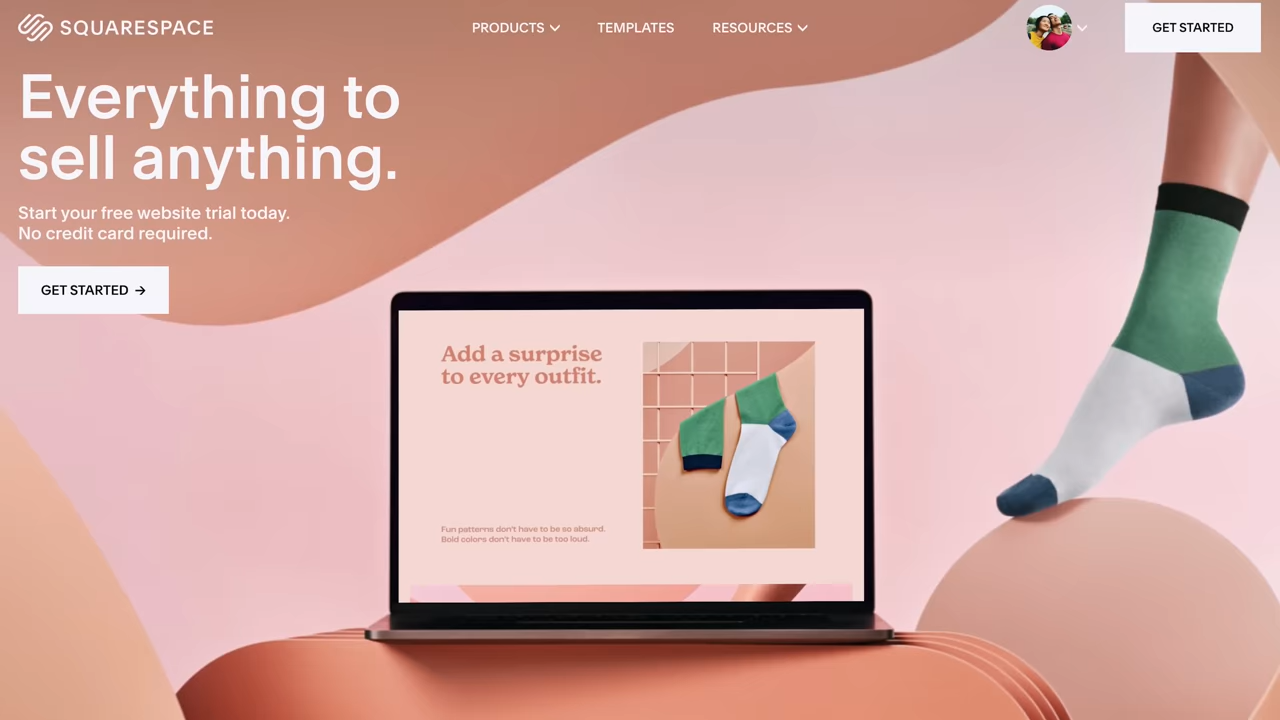 SQUARESPACE
PRODUCTS
TEMPLATES
RESOURCES
GET STARTED
Everything to
sell anything.
Start your free website trial today.
No credit card required.
GET STARTED →
Add a surprise
to every outfit.
Fun patterns don't have to be so absurd.
Bold colors don't have to be too loud.